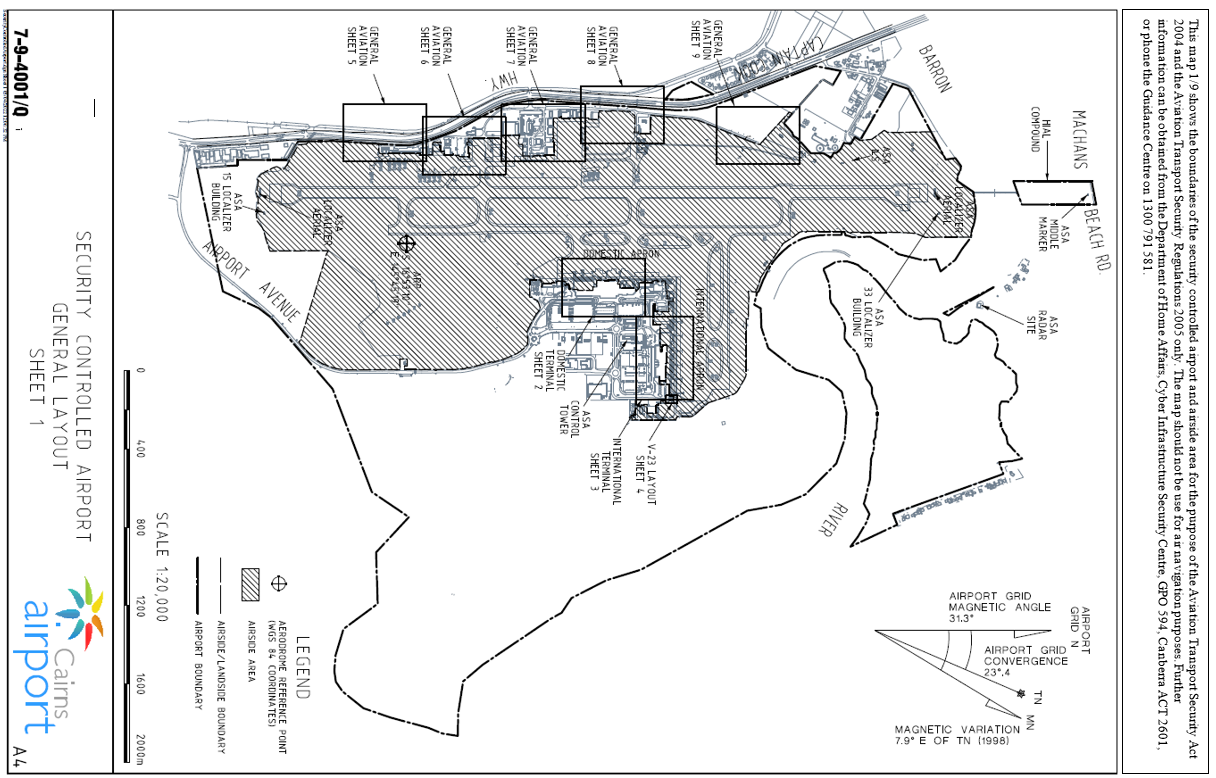 This map 1/9 shows the boundaries of the security controlled airport and airside area for the purpose of the Aviation Transport Security Act
2004 and the Aviation Transport Security Regulations 2005 only. The map should not be use for air navigation purposes. Further
information can be obtained from the Department of Home Affairs, Cyber Infrastructure Security Centre, GPO 594, Canberra ACT 2601,
or phone the Guidance Centre on 1300 791 581.
MACHANS
BEACH RD
HIAL
COMPOUND
ASA
MIDDLE
MARKER
ASA
RADAR
SITE
BARRON
RIVER
ASA
ILS
ASA
LOCALIZER
AERIAL
ASA
33 LOCALIZER
BUILDING
CAPTAIN COOK
HWY
GENERAL
AVIATION
SHEET 9
GENERAL
AVIATION
SHEET 8
GENERAL
AVIATION
SHEET 7
GENERAL
AVIATION
SHEET 6
GENERAL
AVIATION
SHEET 5
DOMESTIC APRON
INTERNATIONAL APRON
V-23 LAYOUT
SHEET 4
INTERNATIONAL
TERMINAL
SHEET 3
ASA
CONTROL
TOWER
DOMESTIC
TERMINAL
SHEET 2
ARP
ASA
LOCALIZER
AERIAL
ASA
15 LOCALIZER
BUILDING
AIRPORT
AVENUE
AIRPORT
GRID N
AIRPORT GRID
MAGNETIC ANGLE
31.3°
AIRPORT GRID
CONVERGENCE
23°.4
TN
MN
MAGNETIC VARIATION
7.9° E OF TN (1998)
LEGEND
AERODROME REFERENCE POINT
(WGS 84 COORDINATES)
AIRSIDE AREA
AIRSIDE/LANDSIDE BOUNDARY
AIRPORT BOUNDARY
SCALE 1:20,000
0 400 800 1200 1600 2000m
SECURITY CONTROLLED AIRPORT
GENERAL LAYOUT
SHEET 1
Cairns
airport
7-9-4001/Q
A4